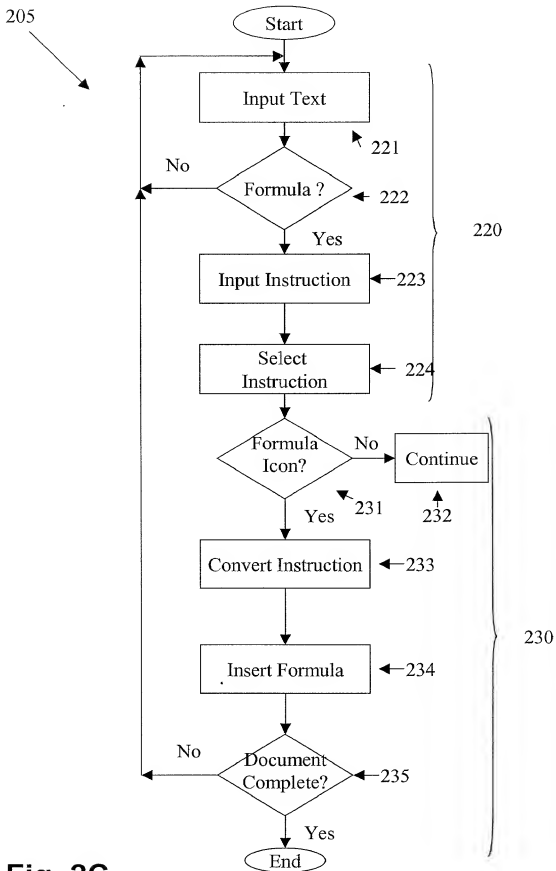 205
Start
Input Text
221
No
Formula ?
222
Yes
220
Input Instruction
223
Select
Instruction
224
Formula
Icon?
No
Continue
231
232
Yes
Convert Instruction
233
Insert Formula
234
230
No
Document
Complete?
235
Yes
End
Fig. 2C